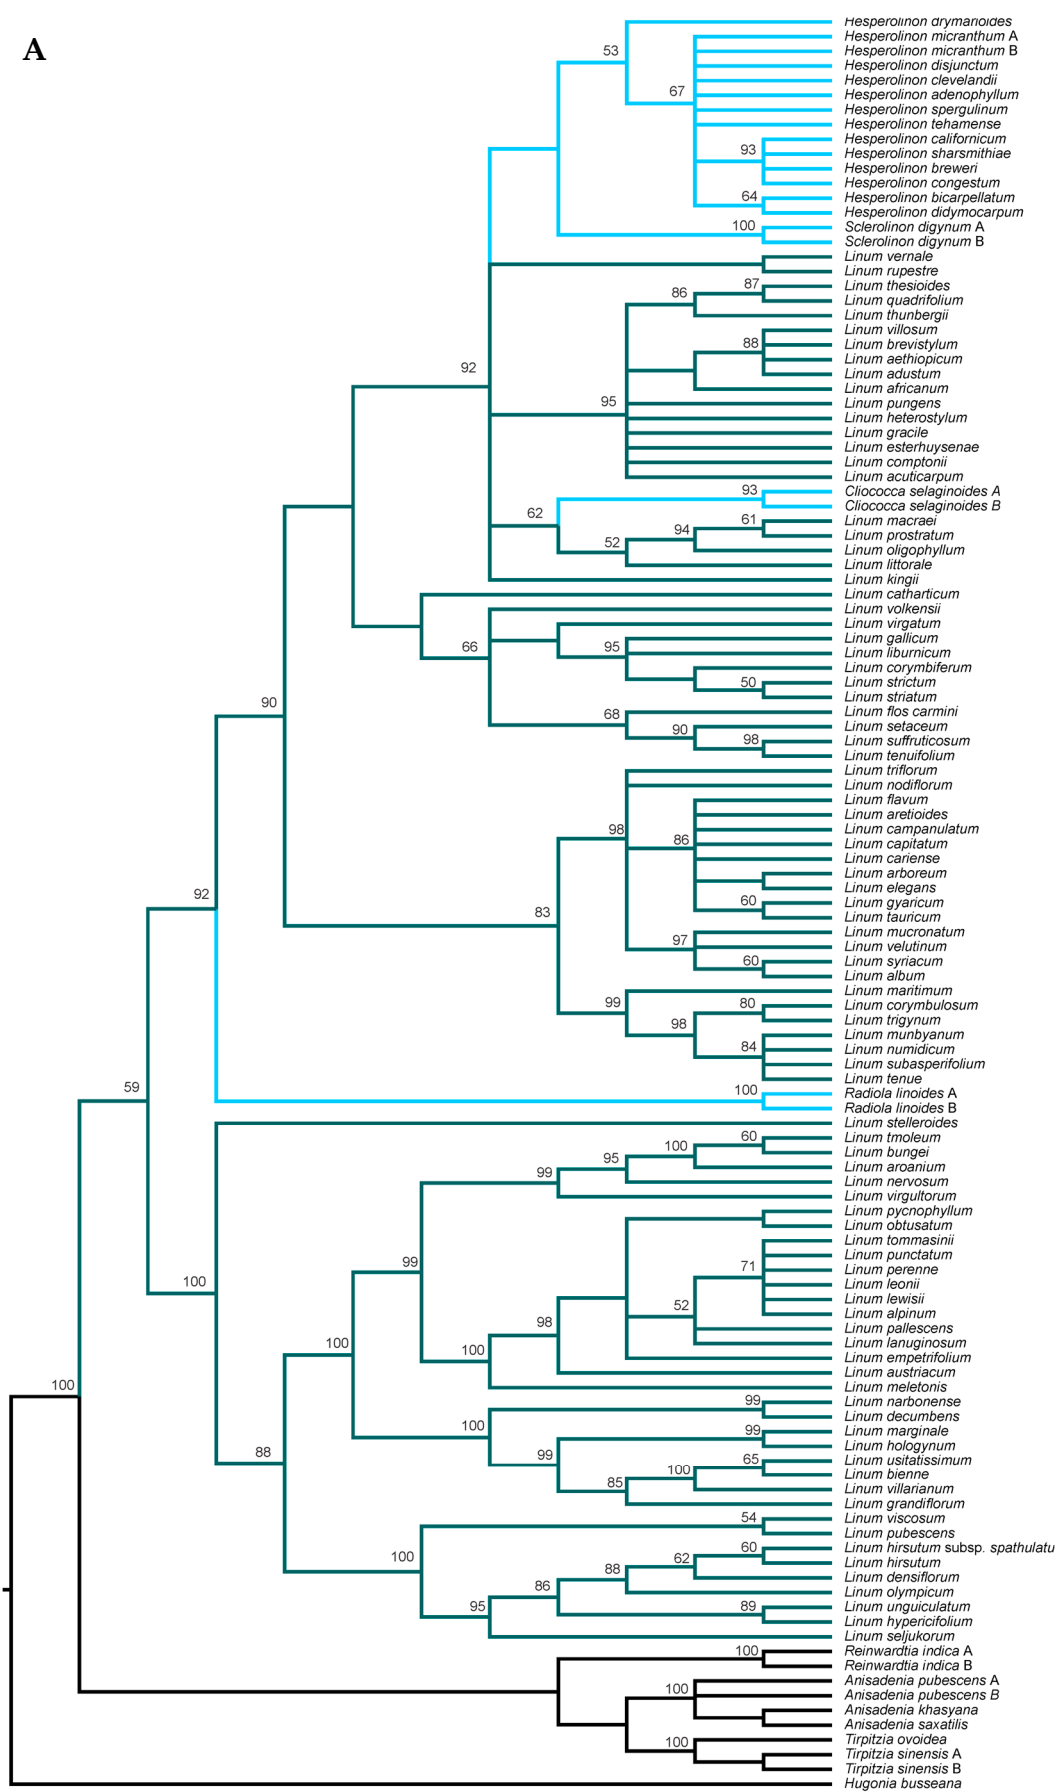 A
Hesperolinon drymarioides
Hesperolinon micranthum A
53
Hesperolinon micranthum B
Hesperolinon disjunctum
Hesperolinon clevelandii
67
Hesperolinon adenophyllum
Hesperolinon spergulinum
Hesperolinon tehamense
Hesperolinon californicum
93
Hesperolinon sharsmithiae
Hesperolinon breweri
Hesperolinon congestum
64
Hesperolinon bicarpellatum
Hesperolinon didymocarpum
100
Sclerolinon digynum A
Sclerolinon digynum B
Linum vernale
Linum rupestre
87
Linum thesioides
86
Linum quadrifolium
Linum thunbergii
Linum villosum
88
Linum brevistylum
Linum aethiopicum
92
Linum adustum
Linum africanum
95
Linum pungens
Linum heterostylum
Linum gracile
Linum esterhuysenae
Linum comptonii
Linum acuticarpum
93
Cliococca selaginoides A
Cliococca selaginoides B
62
61
Linum macraei
94
Linum prostratum
52
Linum oligophyllum
Linum littorale
Linum kingii
Linum catharticum
Linum volkensii
Linum virgatum
Linum gallicum
66
95
Linum liburnicum
Linum corymbiferum
50
Linum strictum
Linum striatum
90
68
Linum flos carmini
90
Linum setaceum
98
Linum suffruticosum
Linum tenuifolium
Linum triflorum
Linum nodiflorum
Linum flavum
Linum aretioides
98
Linum campanulatum
86
Linum capitatum
Linum cariense
Linum arboreum
Linum elegans
92
60
Linum gyaricum
83
Linum tauricum
97
Linum mucronatum
Linum velutinum
60
Linum syriacum
Linum album
Linum maritimum
99
80
Linum corymbulosum
98
Linum trigynum
Linum munbyanum
84
Linum numidicum
Linum subasperifolium
Linum tenue
59
100
Radiola linoides A
Radiola linoides B
Linum stelleroides
60
Linum tmoleum
100
Linum bungei
99
95
Linum aroanium
Linum nervosum
Linum virgultorum
Linum pycnophyllum
Linum obtusatum
Linum tommasinii
Linum punctatum
99
71
Linum perenne
100
Linum leonii
Linum lewisii
52
Linum alpinum
98
Linum pallescens
100
Linum lanuginosum
100
Linum empetrifolium
Linum austriacum
100
Linum meletonis
99
Linum narbonense
Linum decumbens
100
99
Linum marginale
88
Linum hologynum
99
65
Linum usitatissimum
100
Linum bienne
85
Linum villarianum
Linum grandiflorum
54
Linum viscosum
Linum pubescens
100
60
Linum hirsutum subsp. spathulatu
62
Linum hirsutum
88
Linum densiflorum
86
Linum olympicum
95
89
Linum unguiculatum
Linum hypericifolium
Linum seljukorum
100
Reinwardtia indica A
Reinwardtia indica B
100
Anisadenia pubescens A
Anisadenia pubescens B
Anisadenia khasyana
Anisadenia saxatilis
100
Tirpitzia ovoidea
Tirpitzia sinensis A
Tirpitzia sinensis B
Hugonia busseana